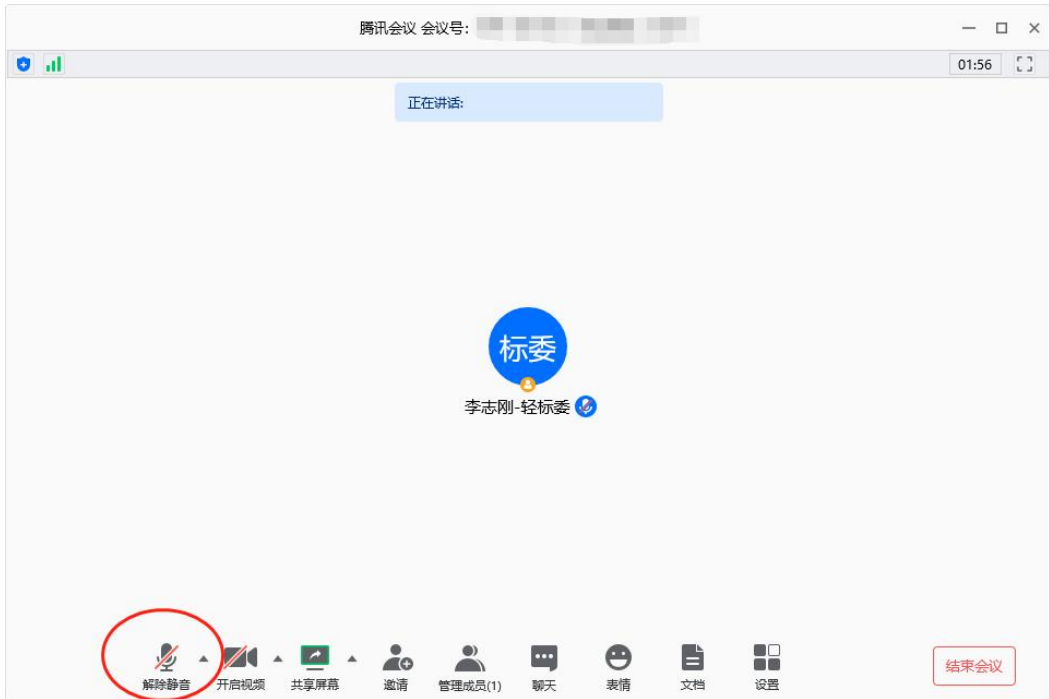 腾讯会议 会议号:
01:56
正在讲话:
标委
李志刚-轻标委
解除静音 开启视频 共享屏幕 邀请 管理成员(1) 聊天 表情 文档 设置 结束会议